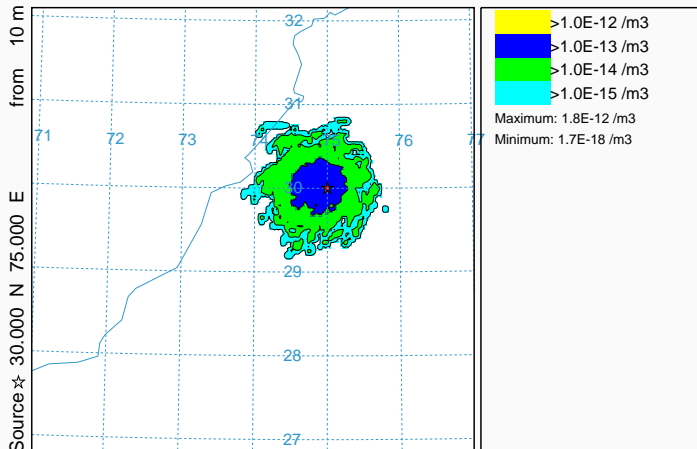 Source ☆ 30.000 N 75.000 E from 10 m
32
31
71
72
73
74
76
77
30
29
28
27
>1.0E-12 /m3
>1.0E-13 /m3
>1.0E-14 /m3
>1.0E-15 /m3
Maximum: 1.8E-12 /m3
Minimum: 1.7E-18 /m3